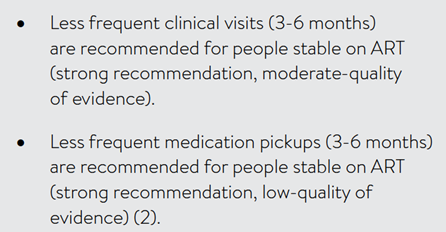 • Less frequent clinical visits (3-6 months)
are recommended for people stable on ART
(strong recommendation, moderate-quality
of evidence).
• Less frequent medication pickups (3-6 months)
are recommended for people stable on ART
(strong recommendation, low-quality of
evidence) (2).